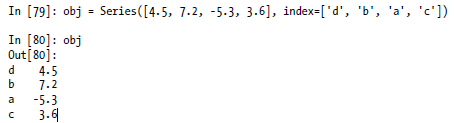 In [79]: obj = Series([4.5, 7.2, -5.3, 3.6], index=['d', 'b', 'a', 'c'])
In [80]: obj
Out[80]:
d    4.5
b    7.2
a   -5.3
c    3.6